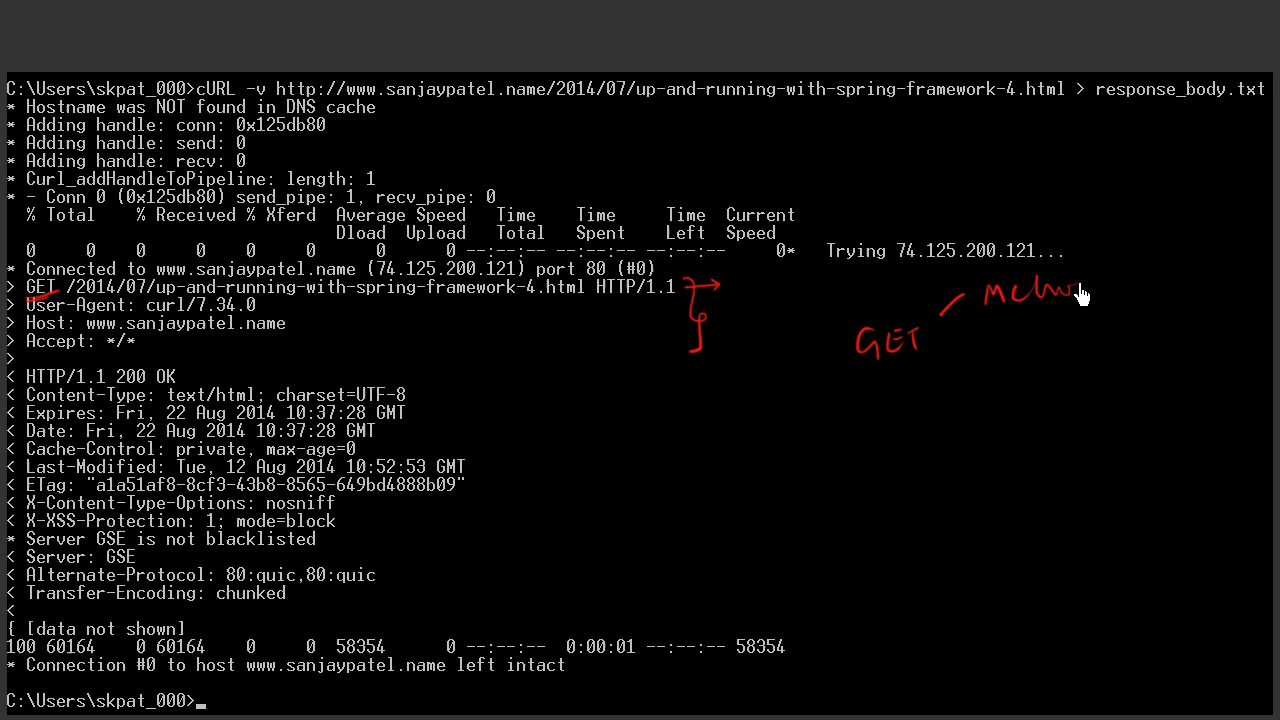 C:\Users\skpat_000>cURL -v http://www.sanjaypatel.name/2014/07/up-and-running-with-spring-framework-4.html > response_body.txt
* Hostname was NOT found in DNS cache
* Adding handle: conn: 0x125db80
* Adding handle: send: 0
* Adding handle: recv: 0
* Curl_addHandleToPipeline: length: 1
* - Conn 0 (0x125db80) send_pipe: 1, recv_pipe: 0
% Total % Received % Xferd Average Speed Time Time Time Current
Dload Upload Total Spent Left Speed
0 0 0 0 0 0 0 0 --:--:-- --:--:-- --:--:-- 0* Trying 74.125.200.121...
* Connected to www.sanjaypatel.name (74.125.200.121) port 80 (#0)
> GET /2014/07/up-and-running-with-spring-framework-4.html HTTP/1.1
> User-Agent: curl/7.34.0
> Host: www.sanjaypatel.name
> Accept: */*
>
GET
< HTTP/1.1 200 OK
< Content-Type: text/html; charset=UTF-8
< Expires: Fri, 22 Aug 2014 10:37:28 GMT
< Date: Fri, 22 Aug 2014 10:37:28 GMT
< Cache-Control: private, max-age=0
< Last-Modified: Tue, 12 Aug 2014 10:52:53 GMT
< ETag: "a1a51af8-8cf3-43b8-8565-649bd4888b09"
< X-Content-Type-Options: nosniff
< X-XSS-Protection: 1; mode=block
* Server GSE is not blacklisted
< Server: GSE
< Alternate-Protocol: 80:quic,80:quic
< Transfer-Encoding: chunked
<
{ [data not shown]
100 60164 0 60164 0 0 58354 0 --:--:-- 0:00:01 --:--:-- 58354
* Connection #0 to host www.sanjaypatel.name left intact
C:\Users\skpat_000>_